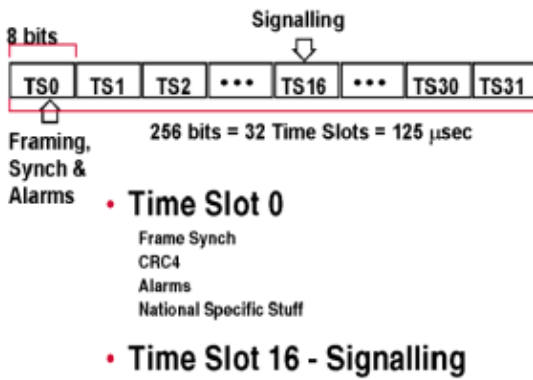 Signalling
8 bits
TS0 TS1 TS2 ••• TS16 ••• TS30 TS31
256 bits = 32 Time Slots = 125 µsec
Framing,
Synch &
Alarms
• Time Slot 0
Frame Synch
CRC4
Alarms
National Specific Stuff
• Time Slot 16 - Signalling